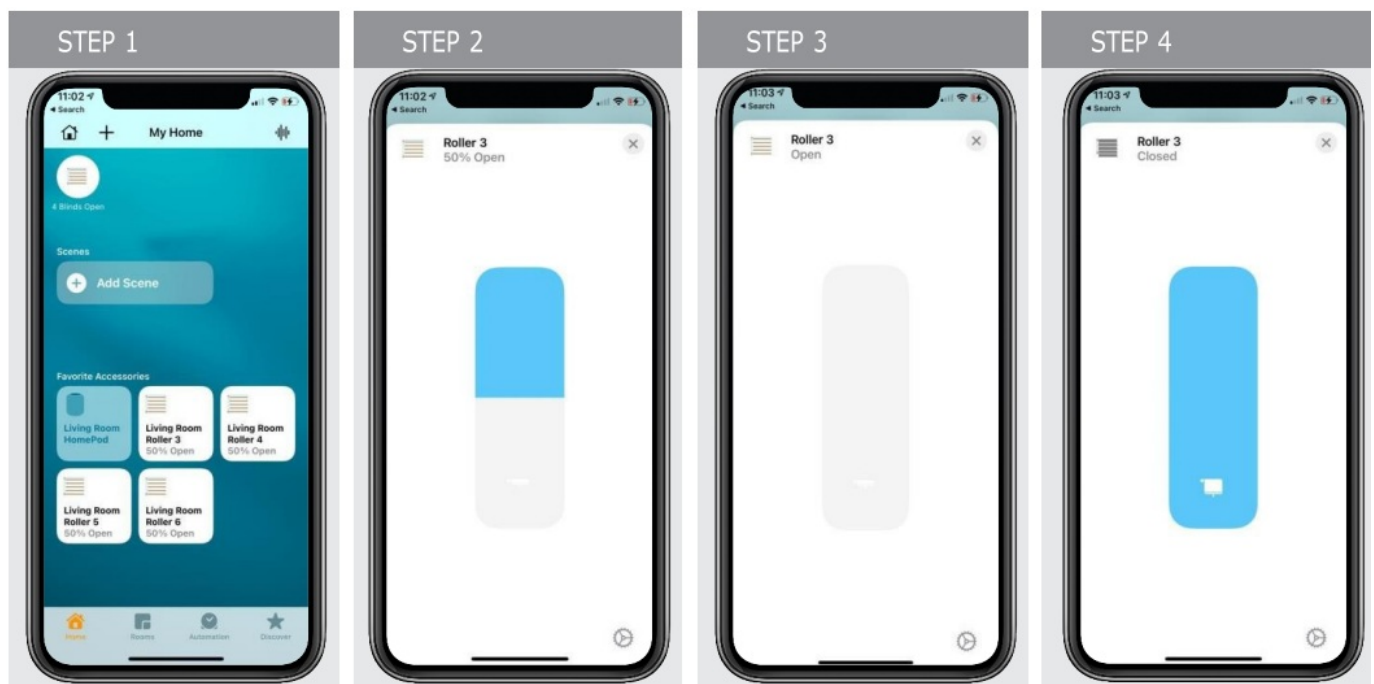 STEP 1
11:02
◀ Search
My Home
4 Blinds Open
Scenes
Add Scene
Favorite Accessories
Living Room
HomePod
Living Room
Roller 3
50% Open
Living Room
Roller 4
50% Open
Living Room
Roller 5
50% Open
Living Room
Roller 6
50% Open
Home
Rooms
Automation
Discover
STEP 2
11:02
◀ Search
Roller 3
50% Open
STEP 3
11:03
◀ Search
Roller 3
Open
STEP 4
11:03
◀ Search
Roller 3
Closed